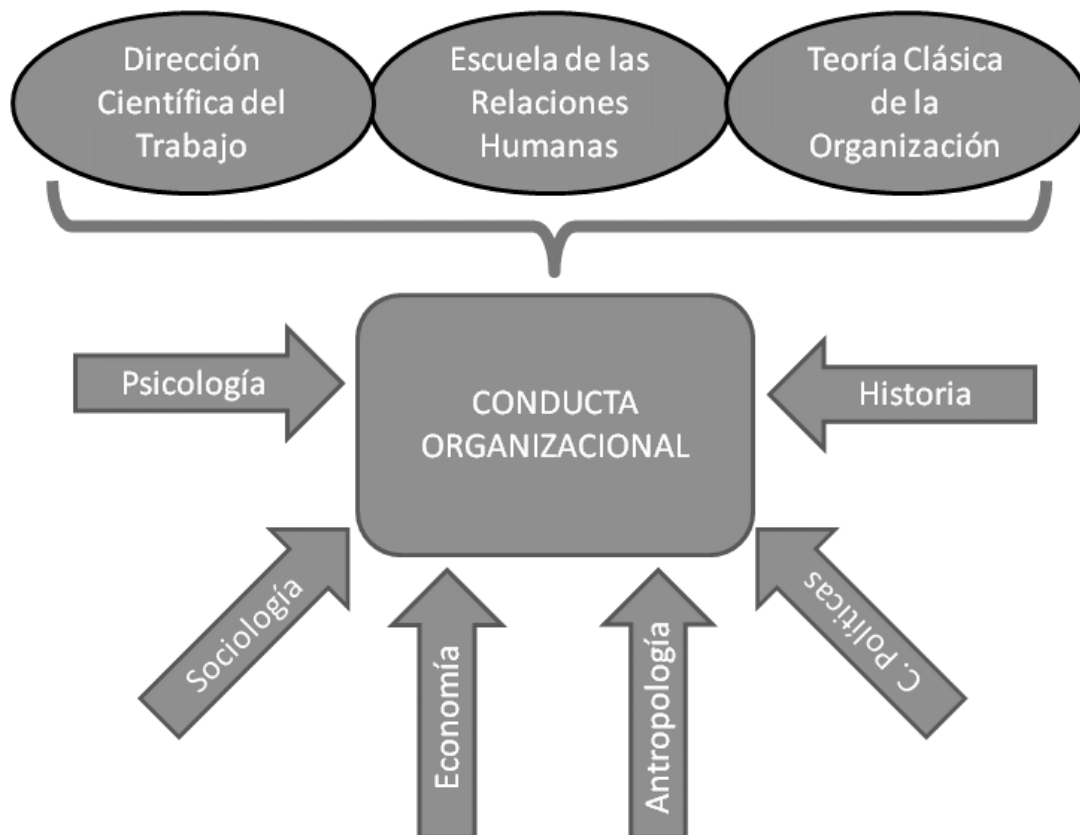 Dirección
Científica del
Trabajo
Escuela de las
Relaciones
Humanas
Teoría Clásica
de la
Organización
Psicología
CONDUCTA
ORGANIZACIONAL
Historia
Sociología
Economía
Antropología
C. Políticas